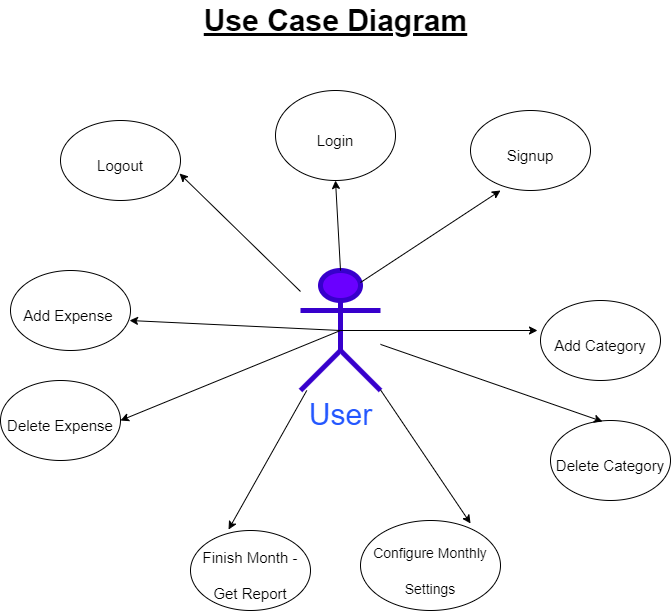 Use Case Diagram
Login
Signup
Logout
Add Expense
Add Category
User
Delete Expense
Delete Category
Finish Month -
Get Report
Configure Monthly
Settings